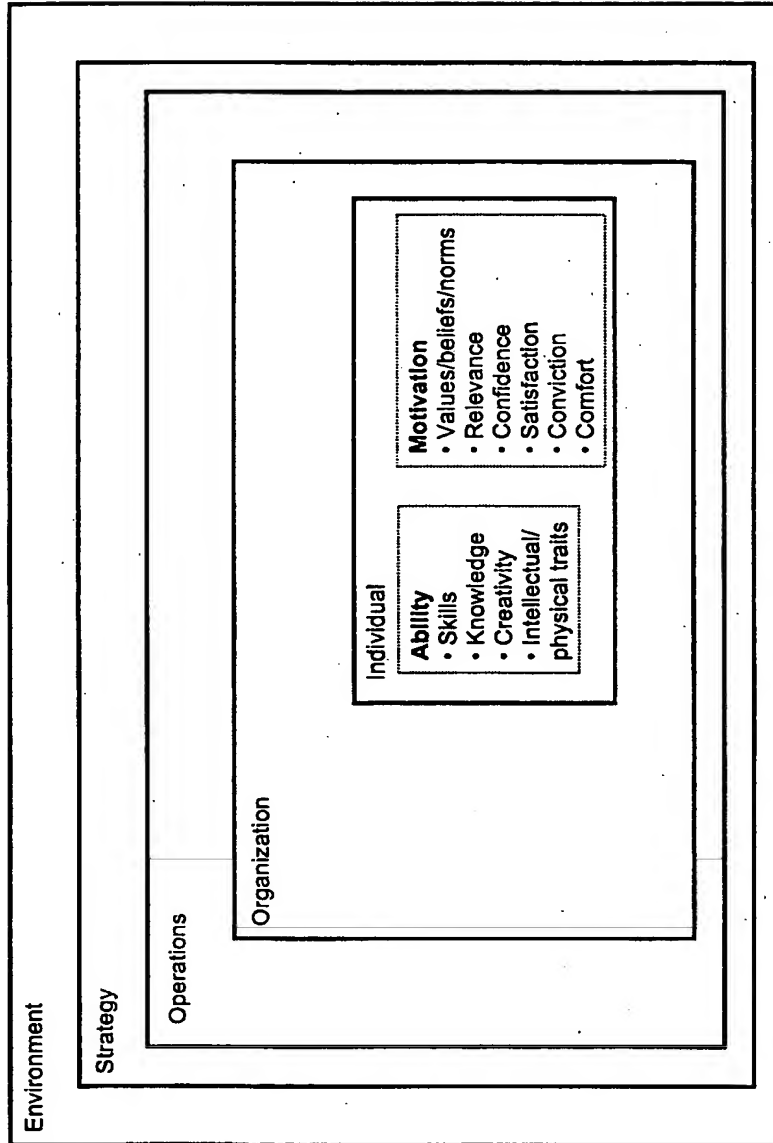 Environment
Strategy
Operations
Organization
Individual
Ability
• Skills
• Knowledge
• Creativity
• Intellectual/
physical traits
Motivation
• Values/beliefs/norms
• Relevance
• Confidence
• Satisfaction
• Conviction
• Comfort